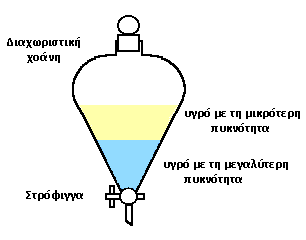 Διαχωριστική
χοάνη
υγρό με τη μικρότερη
πυκνότητα
υγρό με τη μεγαλύτερη
πυκνότητα
Στρόφιγγα